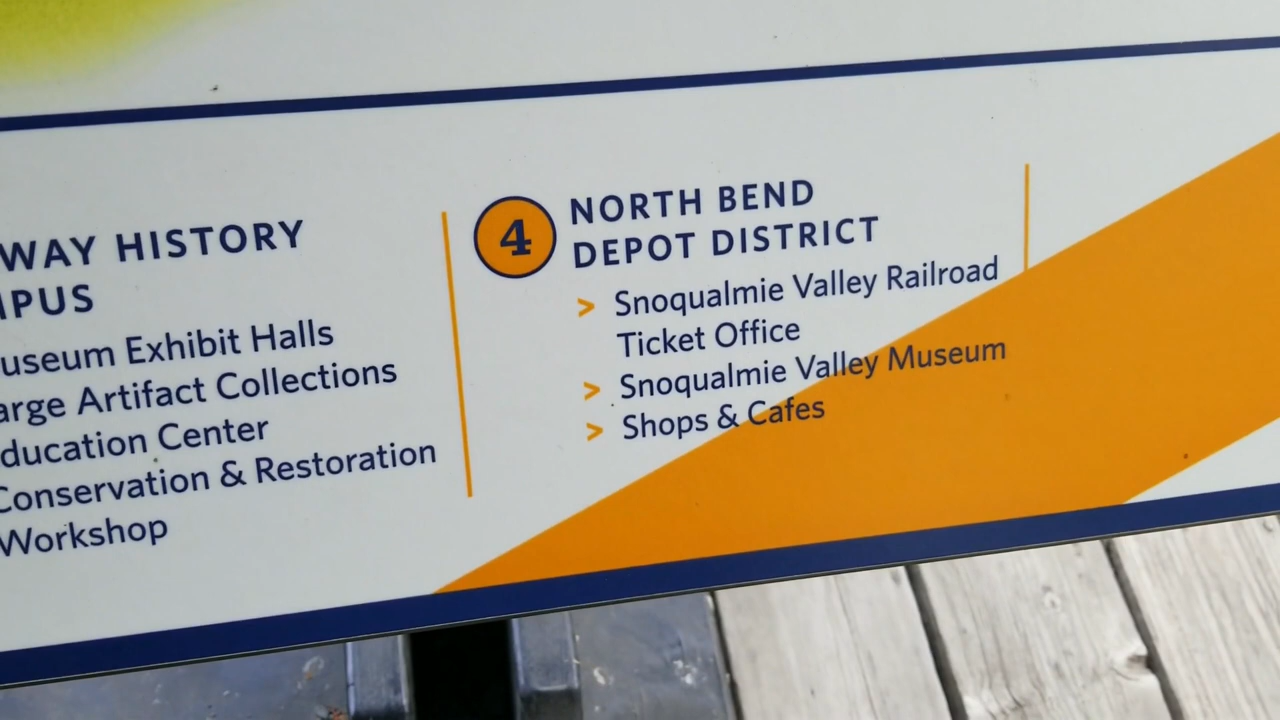 WAY HISTORY
PUS
useum Exhibit Halls
arge Artifact Collections
ducation Center
Conservation & Restoration
Workshop
4
NORTH BEND
DEPOT DISTRICT
> Snoqualmie Valley Railroad
Ticket Office
> Snoqualmie Valley Museum
> Shops & Cafes